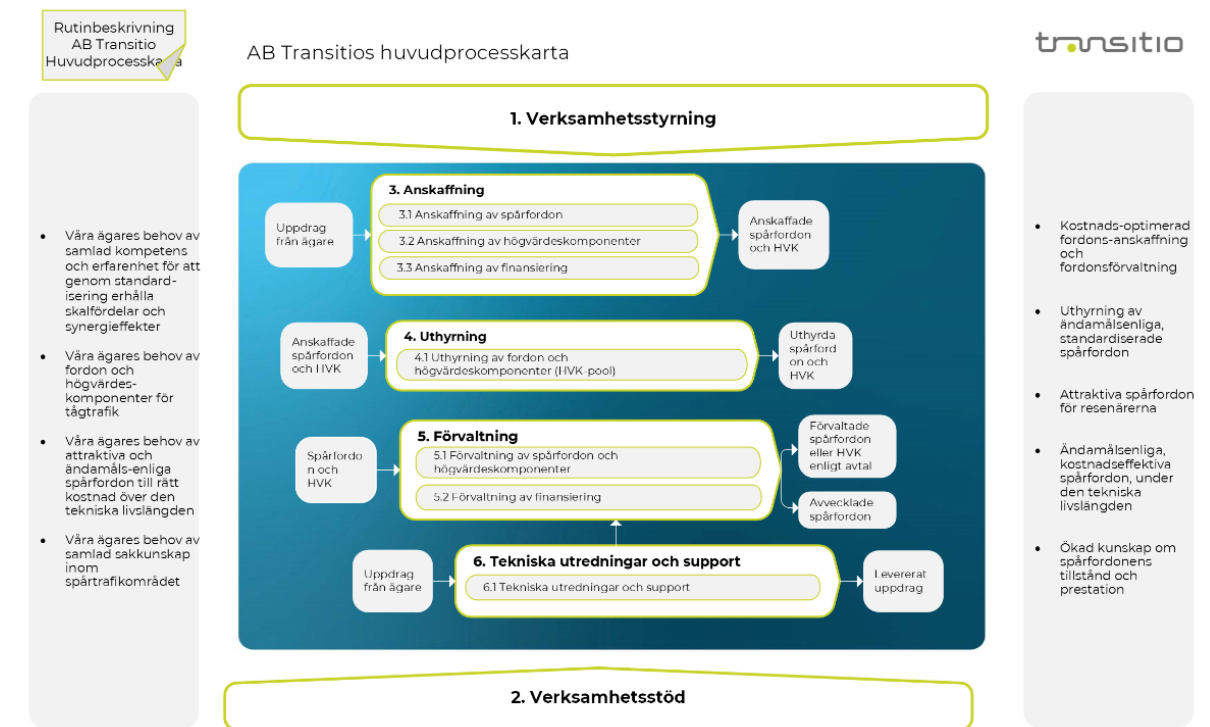 Rutinbeskrivning
AB Transitio
Huvudprocesskarta
AB Transitios huvudprocesskarta
transitio
1. Verksamhetsstyrning
• Våra ägares behov av
samlad kompetens
och erfarenhet för att
genom standard-
isering erhålla
skalfördelar och
synergieffekter
• Våra ägares behov av
fordon och
högvärdes-
komponenter för
tågtrafik
• Våra ägares behov av
attraktiva och
ändamåls-enliga
spårfordon till rätt
kostnad över den
tekniska livslängden
• Våra ägares behov av
samlad sakkunskap
inom
spårtrafikområdet
Uppdrag
från ägare
3. Anskaffning
3.1 Anskaffning av spårfordon
3.2 Anskaffning av högvärdeskomponenter
3.3 Anskaffning av finansiering
Anskaffade
spårfordon
och HVK
Anskaffade
spårfordon
och HVK
4. Uthyrning
4.1 Uthyrning av fordon och
högvärdeskomponenter (HVK-pool)
Uthyrda
spårford
on och
HVK
Spårfordo
n och
HVK
5. Förvaltning
5.1 Förvaltning av spårfordon och
högvärdeskomponenter
5.2 Förvaltning av finansiering
Förvaltade
spårfordon
eller HVK
enligt avtal
Avvecklade
spårfordon
Uppdrag
från ägare
6. Tekniska utredningar och support
6.1 Tekniska utredningar och support
Levererat
uppdrag
• Kostnads-optimerad
fordons-anskaffning
och
fordonsförvaltning
• Uthyrning av
ändamålsenliga,
standardiserade
spårfordon
• Attraktiva spårfordon
för resenärerna
• Ändamålsenliga,
kostnadseffektiva
spårfordon, under
den tekniska
livslängden
• Ökad kunskap om
spårfordonens
tillstånd och
prestation
2. Verksamhetsstöd